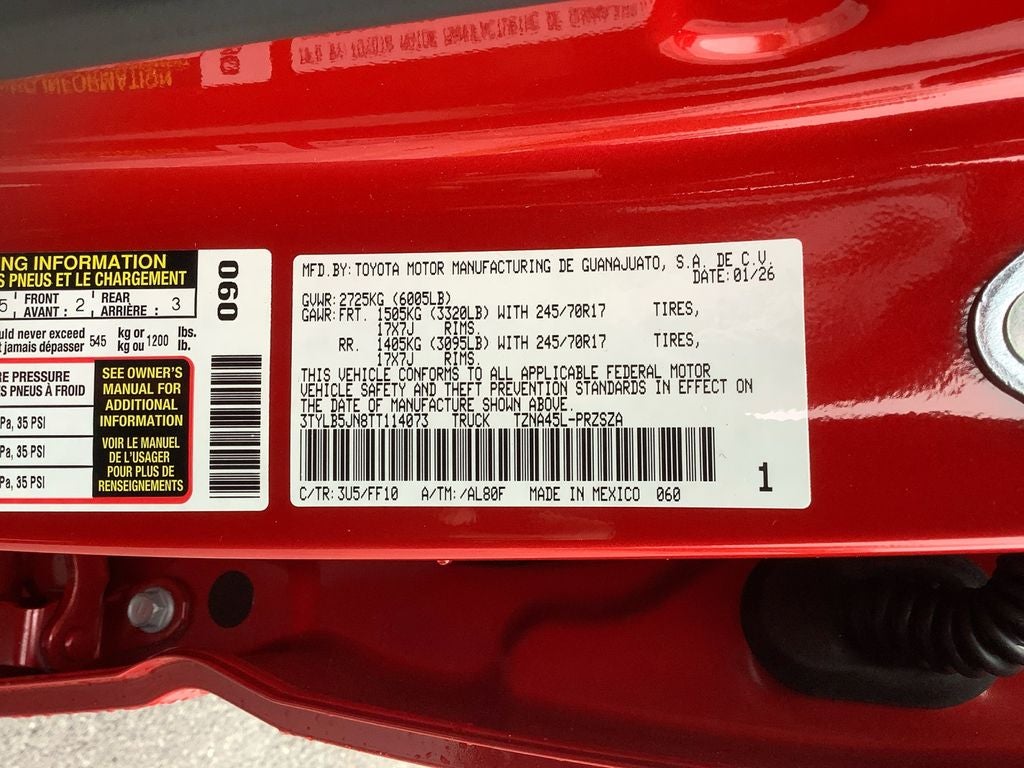 NG INFORMATION
S PNEUS ET LE CHARGEMENT
5 FRONT AVANT : 2 REAR ARRIÈRE : 3
uld never exceed 545 kg or 1200 lbs.
t jamais dépasser kg ou lb.
RE PRESSURE
S PNEUS À FROID
Pa, 35 PSI
Pa, 35 PSI
Pa, 35 PSI
SEE OWNER'S
MANUAL FOR
ADDITIONAL
INFORMATION
VOIR LE MANUEL
DE L'USAGER
POUR PLUS DE
RENSEIGNEMENTS
090
MFD.BY:TOYOTA MOTOR MANUFACTURING DE GUANAJUATO, S.A. DE C.V.
DATE:01/26
GVWR:2725KG (6005LB)
GAWR:FRT. 1505KG (3320LB) WITH 245/70R17 TIRES,
17X7J RIMS.
RR. 1405KG (3095LB) WITH 245/70R17 TIRES,
17X7J RIMS.
THIS VEHICLE CONFORMS TO ALL APPLICABLE FEDERAL MOTOR
VEHICLE SAFETY AND THEFT PREVENTION STANDARDS IN EFFECT ON
THE DATE OF MANUFACTURE SHOWN ABOVE.
3TYLB5JN8TT114073 TRUCK TZNA45L-PRZSZA
C/TR:3U5/FF10 A/TM:/AL80F MADE IN MEXICO 060
1